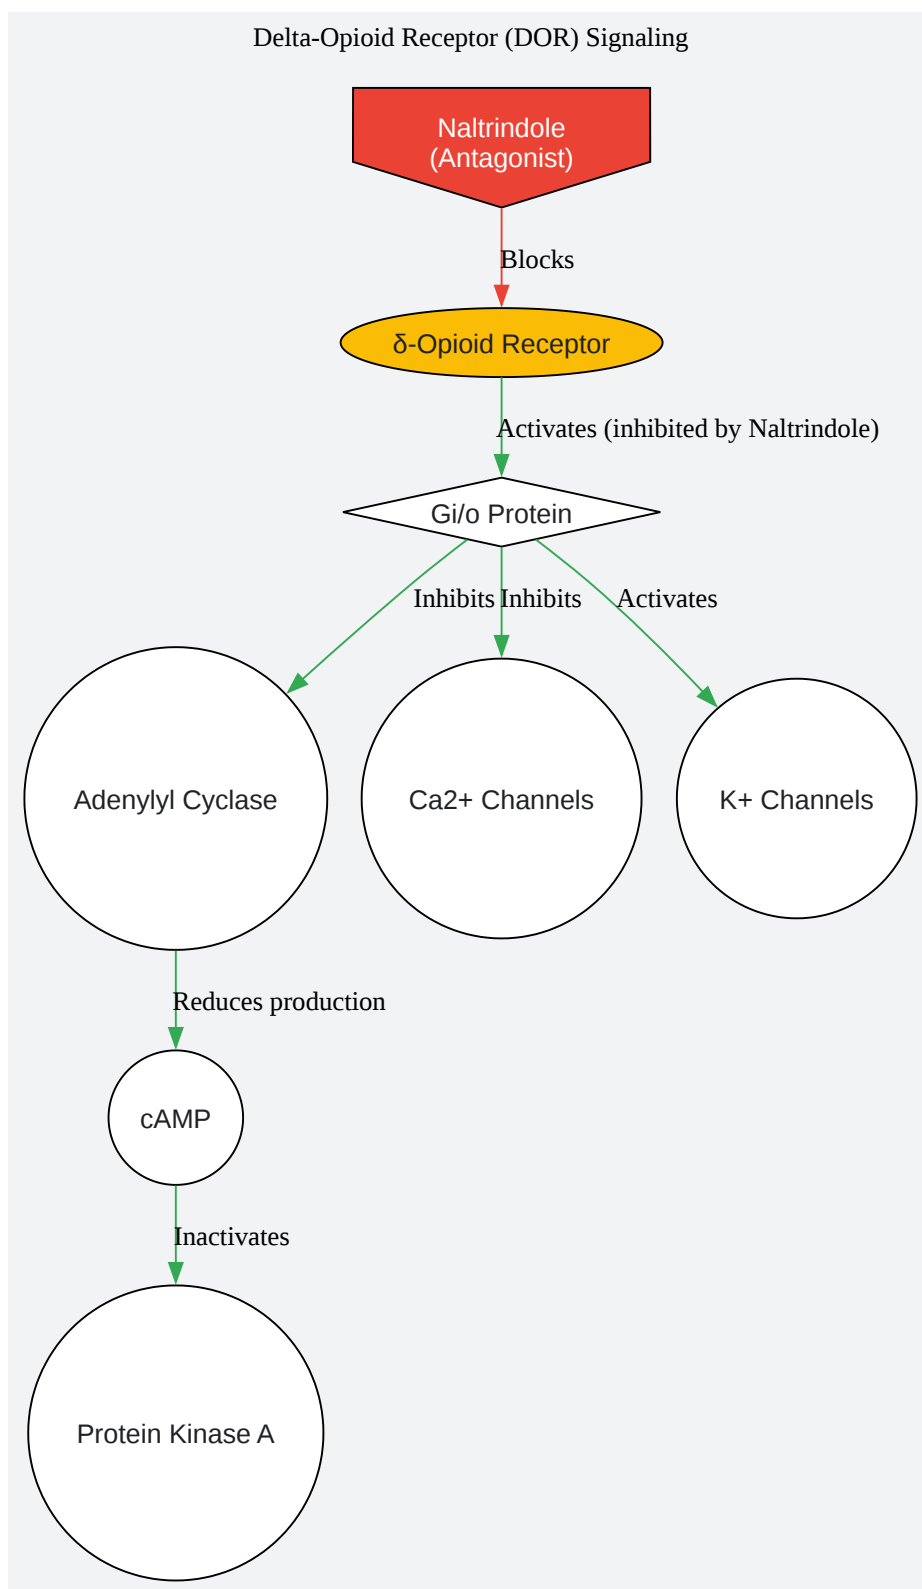 Delta-Opioid Receptor (DOR) Signaling
Naltrindole
(Antagonist)
Blocks
δ-Opioid Receptor
Activates (inhibited by Naltrindole)
Gi/o Protein
Inhibits
Inhibits
Activates
Adenylyl Cyclase
Ca2+ Channels
K+ Channels
Reduces production
cAMP
Inactivates
Protein Kinase A